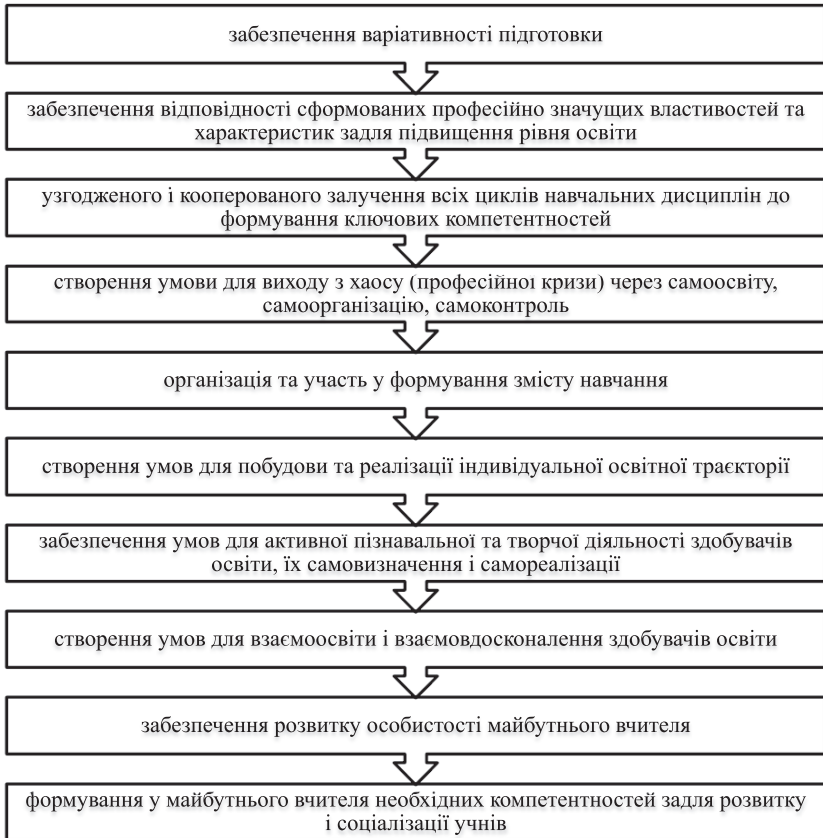 забезпечення варіативності підготовки
забезпечення відповідності сформованих професійно значущих властивостей та
характеристик задля підвищення рівня освіти
узгодженого і кооперованого залучення всіх циклів навчальних дисциплін до
формування ключових компетентностей
створення умови для виходу з хаосу (професійної кризи) через самоосвіту,
самоорганізацію, самоконтроль
організація та участь у формування змісту навчання
створення умов для побудови та реалізації індивідуальної освітної траєкторії
забезпечення умов для активної пізнавальної та творчої діяльності здобувачів
освіти, їх самовизначення і самореалізації
створення умов для взаємоосвіти і взаємовдосконалення здобувачів освіти
забезпечення розвитку особистості майбутнього вчителя
формування у майбутнього вчителя необхідних компетентностей задля розвитку
і соціалізації учнів